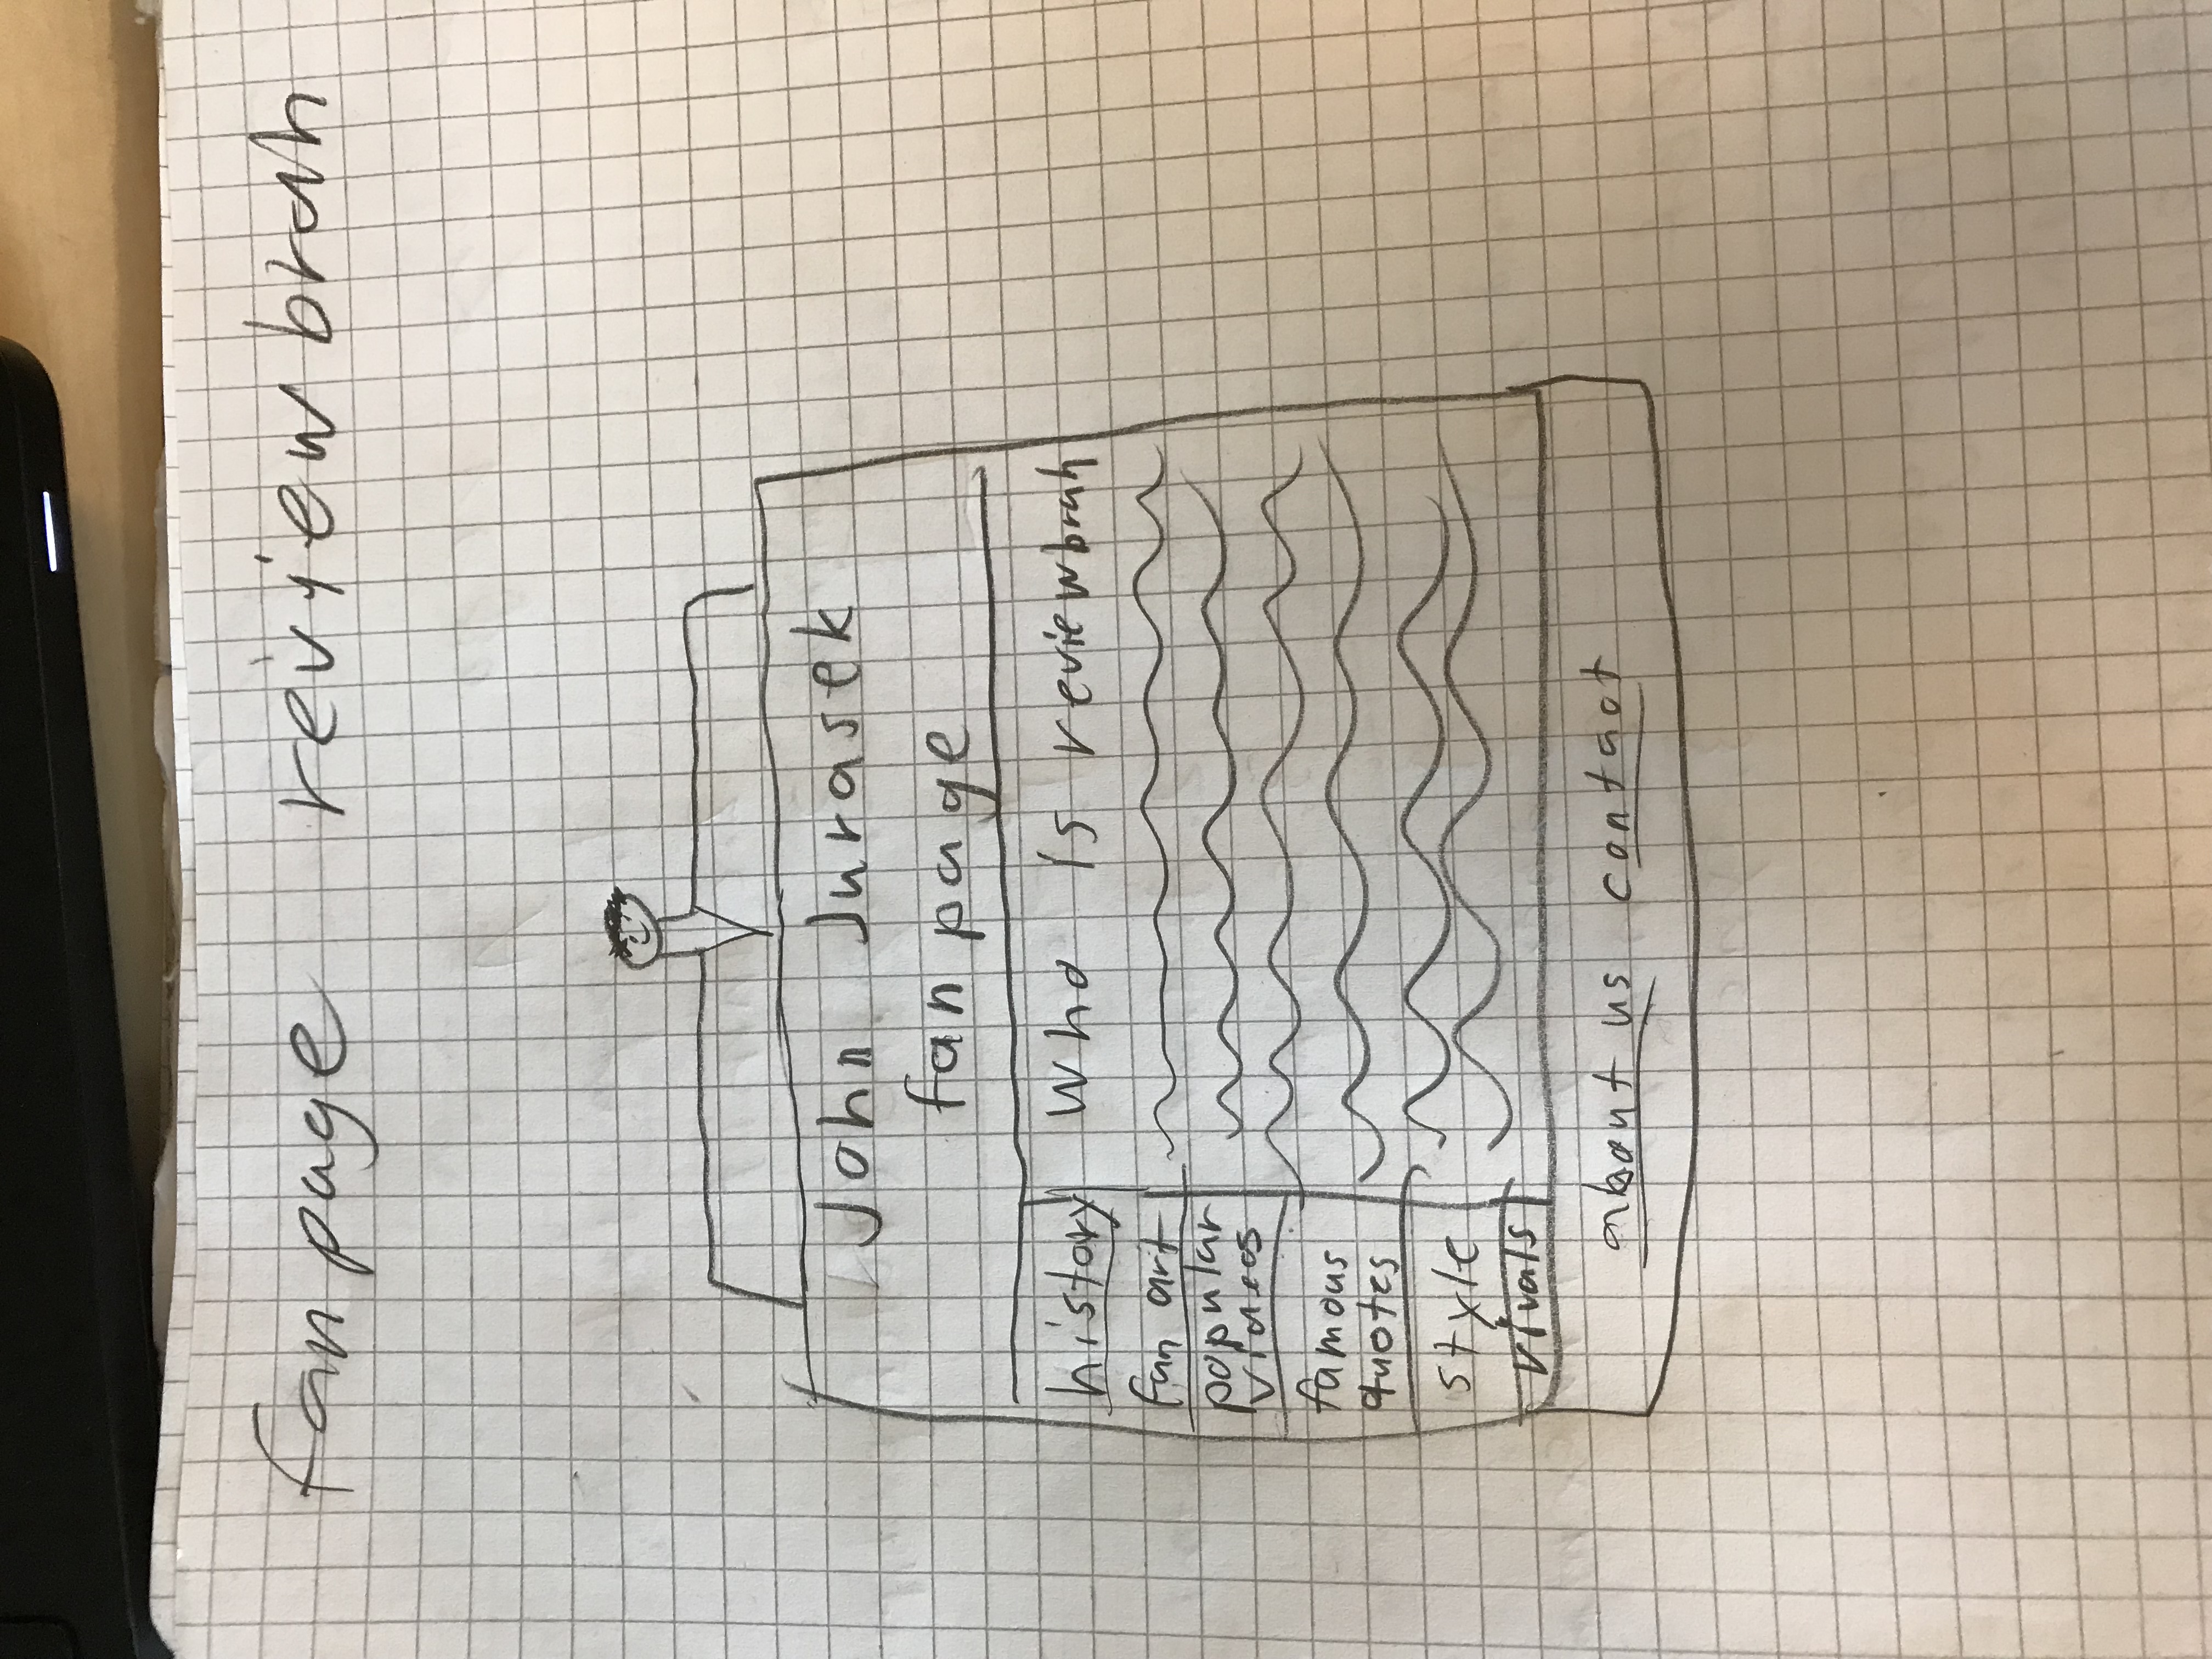 fan page reviewbrah
John Jurasek
fan page
history
Who is reviewbrah
fan art
popular
videos
famous
quotes
style
rivals
about us contact